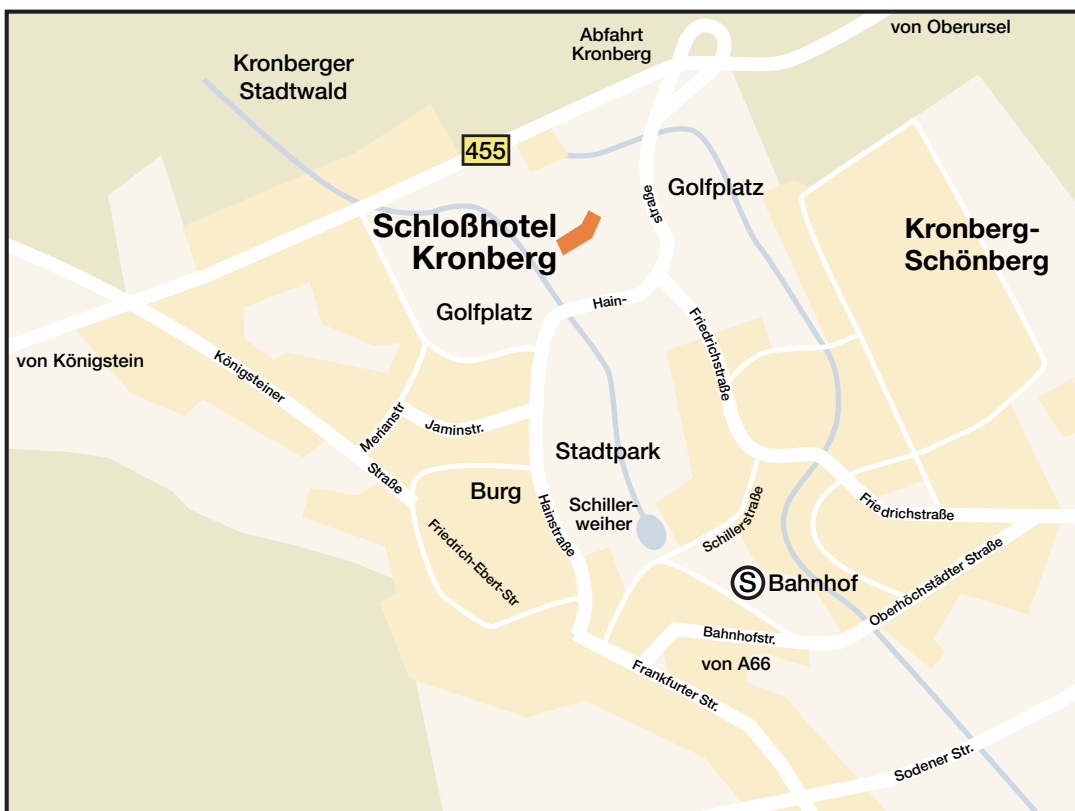 von Oberursel
Abfahrt
Kronberg
Kronberger
Stadtwald
455
Golfplatz
straße
Schloßhotel
Kronberg
Kronberg-
Schönberg
Hain-
Golfplatz
Friedrichstraße
von Königstein
Königsteiner
Merianstr
Jaminstr.
Stadtpark
Straße
Burg
Schiller-
weiher
Hainstraße
Schillerstraße
Friedrichstraße
Friedrich-Ebert-Str
S Bahnhof
Oberhöchstädter Straße
Bahnhofstr.
von A66
Frankfurter Str.
Sodener Str.